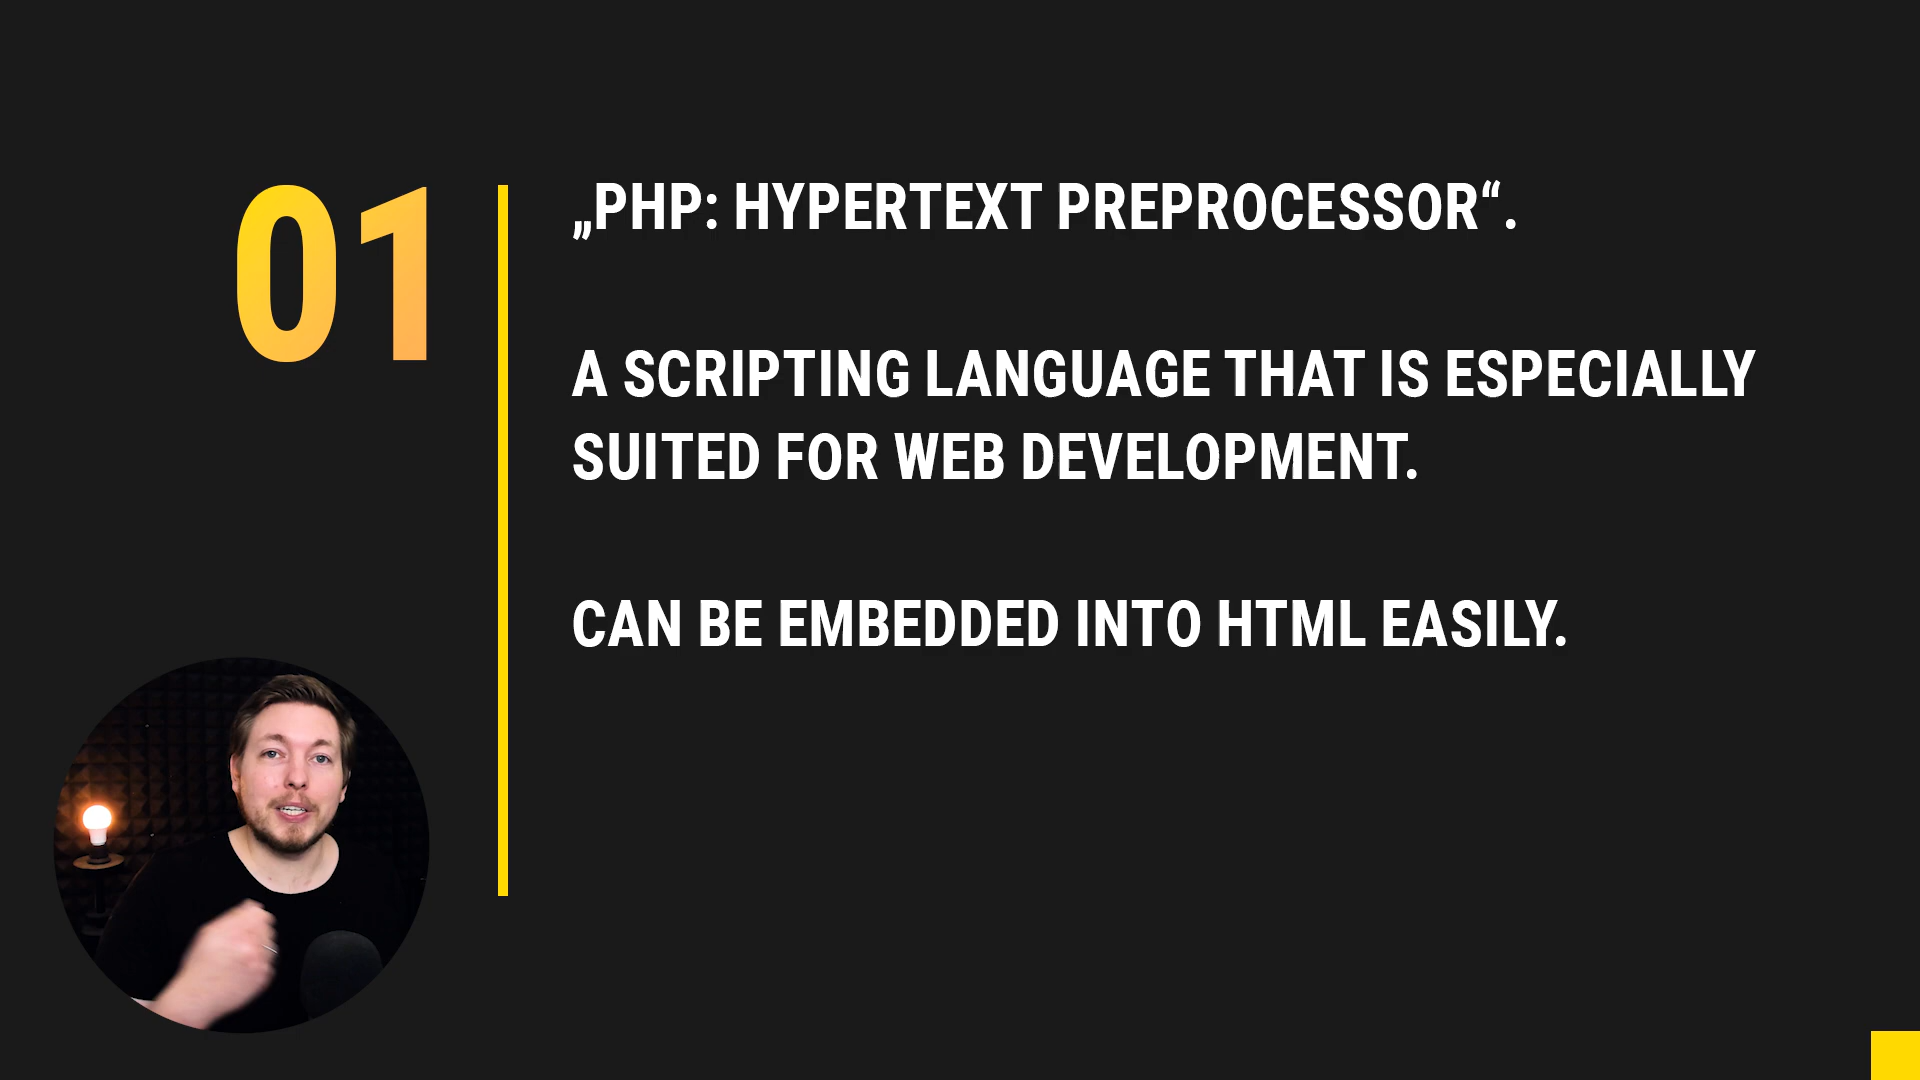 01
„PHP: HYPERTEXT PREPROCESSOR“.
A SCRIPTING LANGUAGE THAT IS ESPECIALLY
SUITED FOR WEB DEVELOPMENT.
CAN BE EMBEDDED INTO HTML EASILY.